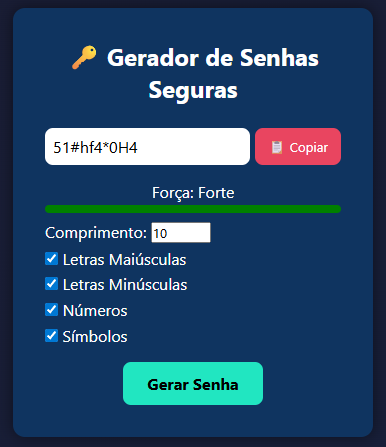 🔑 Gerador de Senhas
Seguras
51#hf4*0H4
📋 Copiar
Força: Forte
Comprimento: 10
Letras Maiúsculas
Letras Minúsculas
Números
Símbolos
Gerar Senha